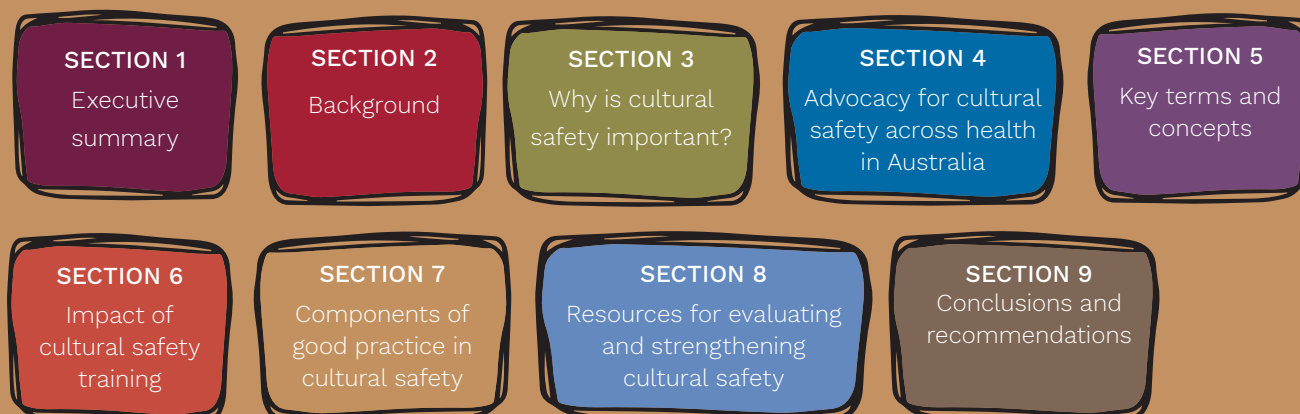 SECTION 1
Executive
summary
SECTION 2
Background
SECTION 3
Why is cultural
safety important?
SECTION 4
Advocacy for cultural
safety across health
in Australia
SECTION 5
Key terms and
concepts
SECTION 6
Impact of
cultural safety
training
SECTION 7
Components of
good practice in
cultural safety
SECTION 8
Resources for evaluating
and strengthening
cultural safety
SECTION 9
Conclusions and
recommendations